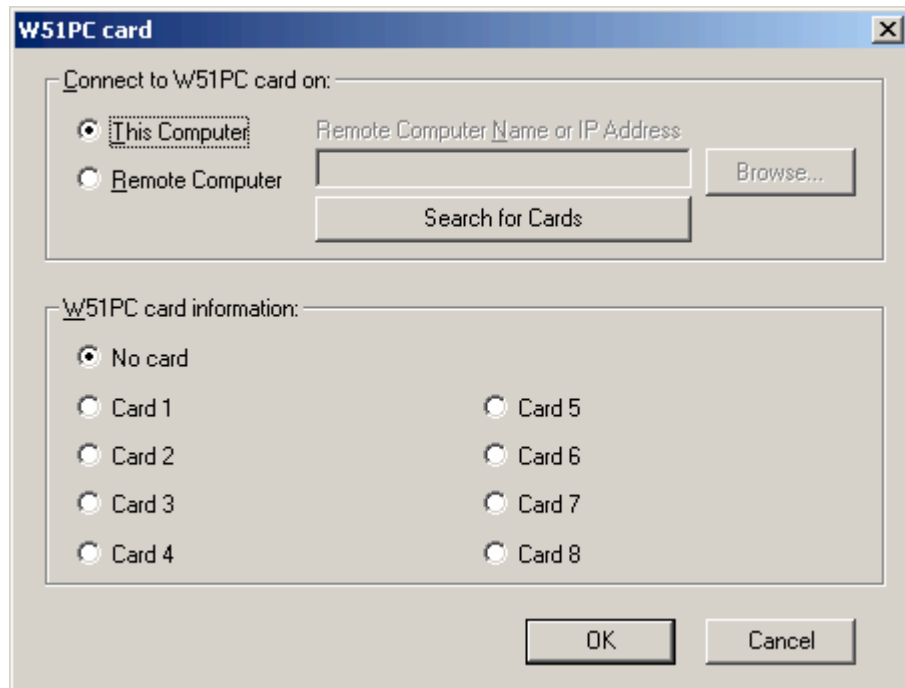 W51PC card
Connect to W51PC card on:
This Computer
Remote Computer Name or IP Address
Remote Computer
Browse...
Search for Cards
W51PC card information:
No card
Card 1
Card 5
Card 2
Card 6
Card 3
Card 7
Card 4
Card 8
OK
Cancel